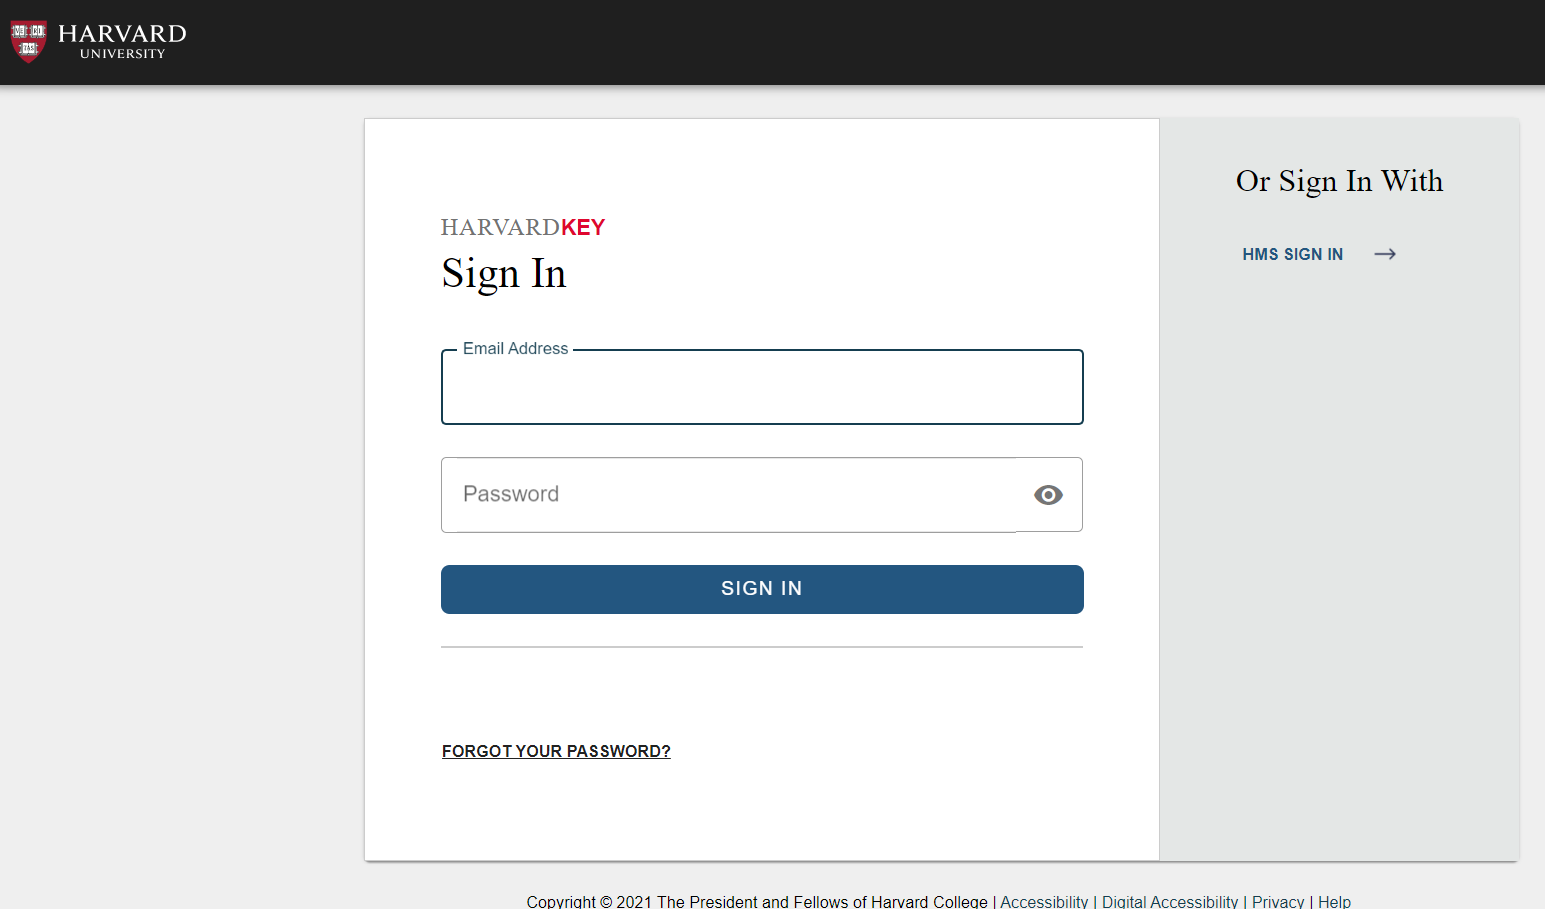 HARVARD
UNIVERSITY
HARVARDKEY
Sign In
Email Address
Password
SIGN IN
FORGOT YOUR PASSWORD?
Or Sign In With
HMS SIGN IN
Copyright © 2021 The President and Fellows of Harvard College | Accessibility | Digital Accessibility | Privacy | Help